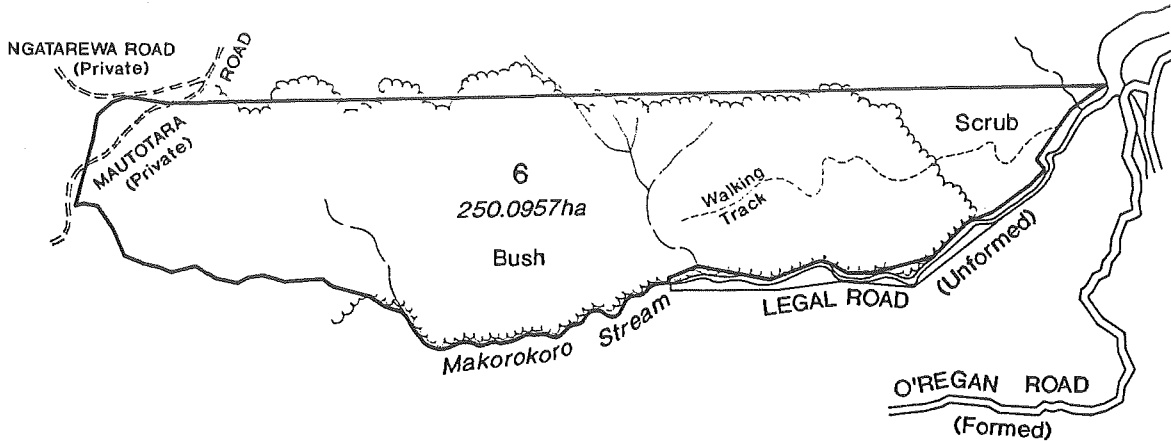 NGATAREWA ROAD
(Private)
ROAD
MAUTOTARA
(Private)
Scrub
6
250.0957ha
Walking
Track
Bush
(Unformed)
LEGAL ROAD
Makorokoro Stream
O'REGAN ROAD
(Formed)